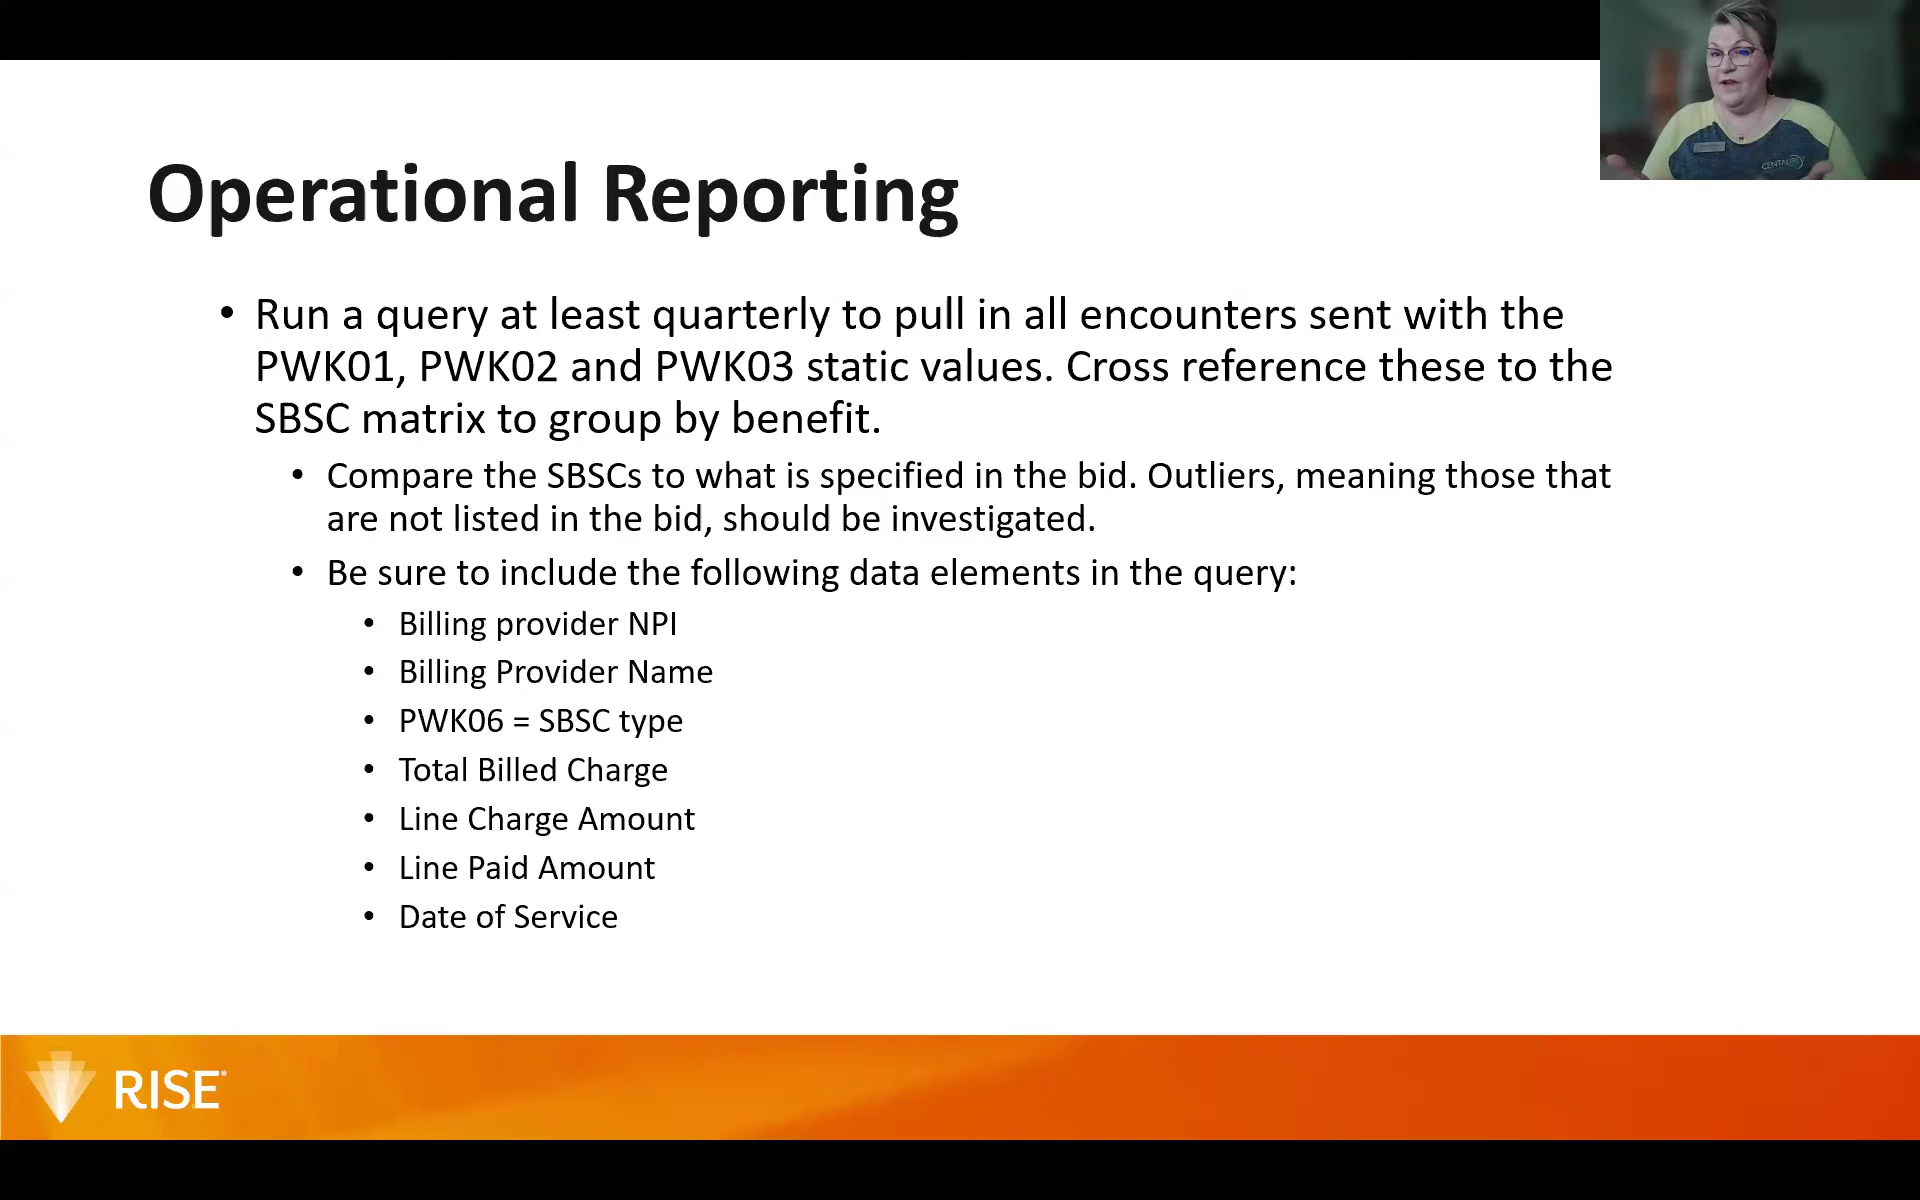 Operational Reporting
• Run a query at least quarterly to pull in all encounters sent with the
PWK01, PWK02 and PWK03 static values. Cross reference these to the
SBSC matrix to group by benefit.
• Compare the SBSCs to what is specified in the bid. Outliers, meaning those that
are not listed in the bid, should be investigated.
• Be sure to include the following data elements in the query:
• Billing provider NPI
• Billing Provider Name
• PWK06 = SBSC type
• Total Billed Charge
• Line Charge Amount
• Line Paid Amount
• Date of Service
CENTAURI
RISE®